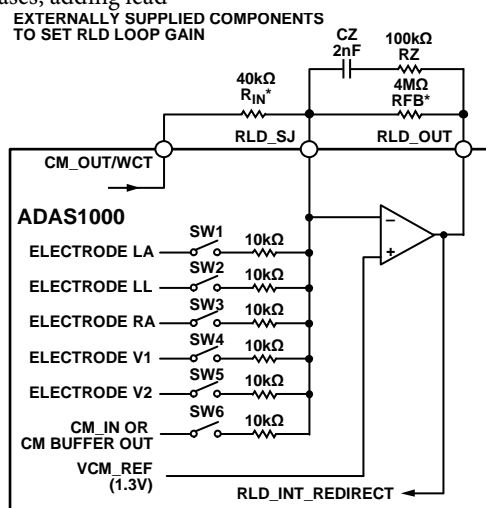 ases, adding lead
EXTERNALLY SUPPLIED COMPONENTS
TO SET RLD LOOP GAIN
CZ
2nF
100kΩ
RZ
40kΩ
RIN*
4MΩ
RFB*
CM_OUT/WCT
RLD_SJ
RLD_OUT
ADAS1000
ELECTRODE LA
SW1
10kΩ
ELECTRODE LL
SW2
10kΩ
ELECTRODE RA
SW3
10kΩ
ELECTRODE V1
SW4
10kΩ
ELECTRODE V2
SW5
10kΩ
CM_IN OR
CM BUFFER OUT
SW6
10kΩ
–
+
VCM_REF
(1.3V)
RLD_INT_REDIRECT